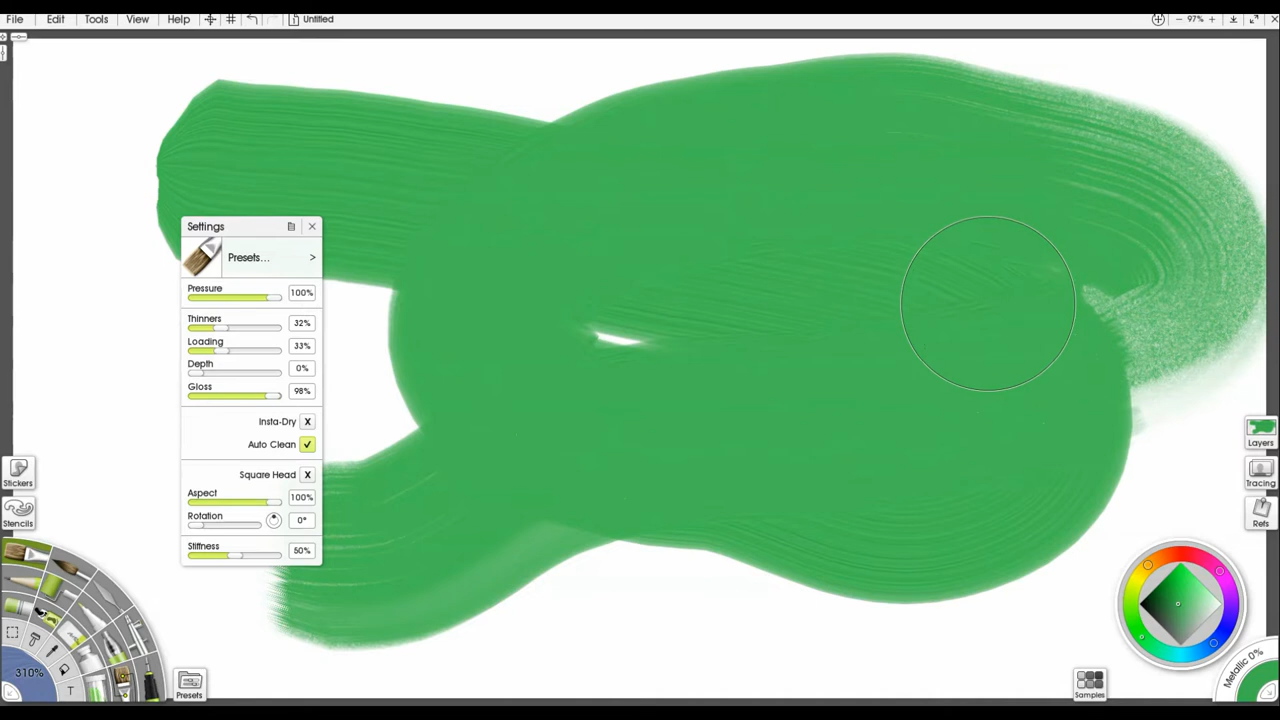 File Edit Tools View Help Untitled 97%
Settings
Presets... >
Pressure 100%
Thinners 32%
Loading 33%
Depth 0%
Gloss 98%
Insta-Dry X
Auto Clean
Square Head X
Aspect 100%
Rotation 0°
Stiffness 50%
Layers
Tracing
Refs
Stickers
Stencils
310%
T
Presets
Samples
Metallic 0%